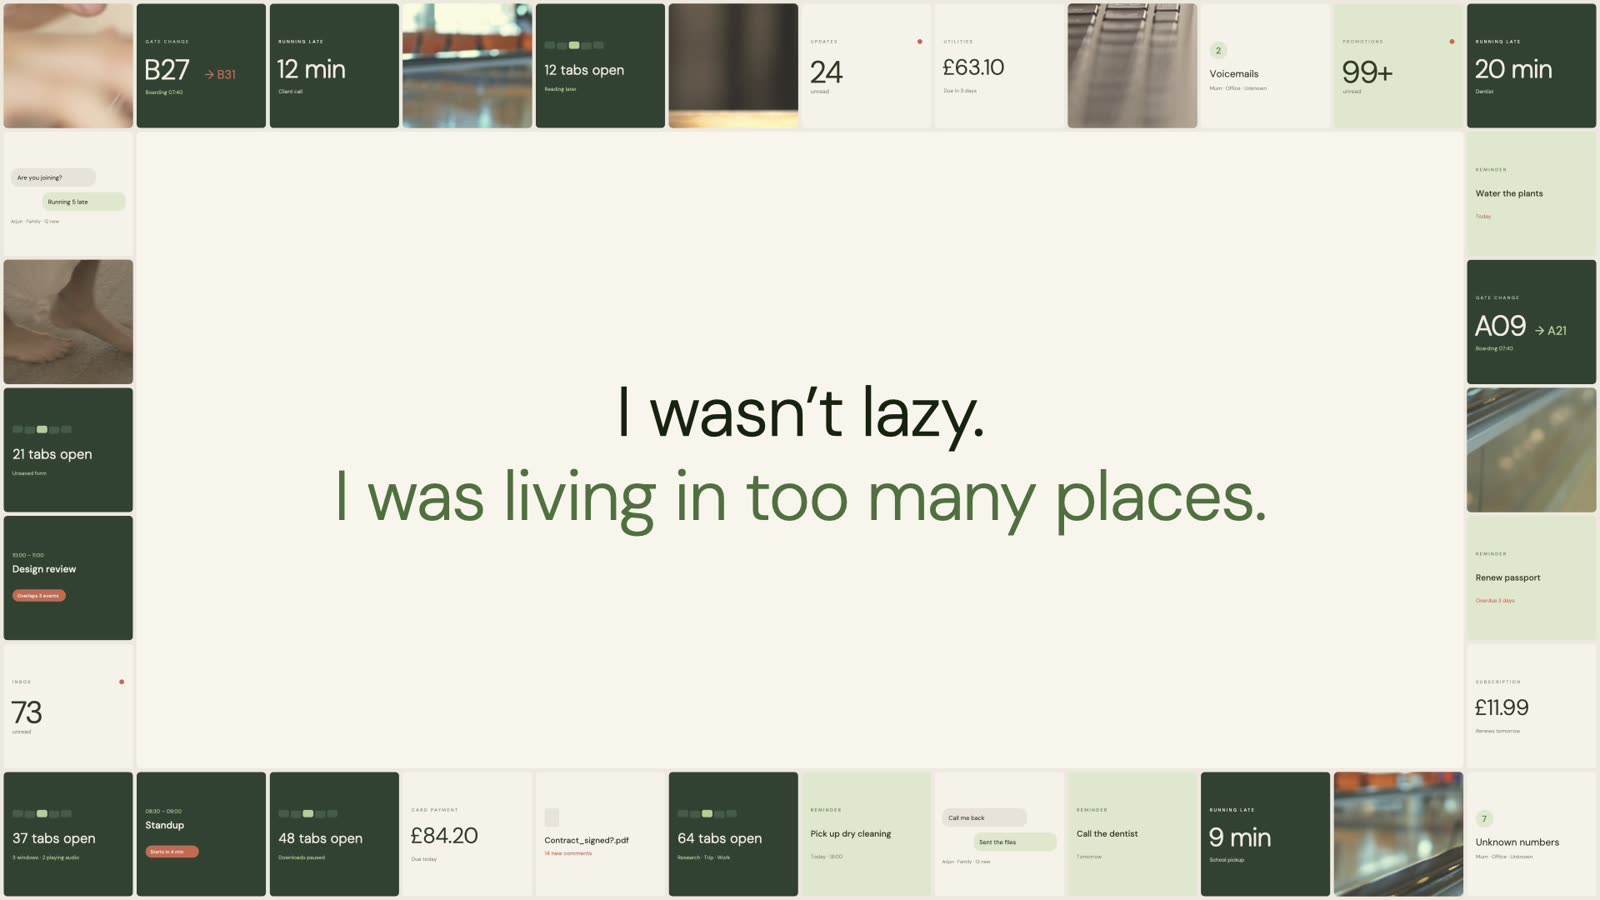 GATE CHANGE
B27 → B31
Boarding 07:40
RUNNING LATE
12 min
Client call
12 tabs open
Reading later
UPDATES
24
unread
UTILITIES
£63.10
Due in 3 days
2
Voicemails
Mum · Office · Unknown
PROMOTIONS
99+
unread
RUNNING LATE
20 min
Dentist
Are you joining?
Running 5 late
Arjun · Family · 12 new
REMINDER
Water the plants
Today
GATE CHANGE
A09 → A21
Boarding 07:40
I wasn’t lazy.
I was living in too many places.
21 tabs open
Unsaved form
10:00 – 11:00
Design review
Overlaps 3 events
REMINDER
Renew passport
Overdue 3 days
INBOX
73
unread
SUBSCRIPTION
£11.99
Renews tomorrow
37 tabs open
3 windows · 2 playing audio
08:30 – 09:00
Standup
Starts in 4 min
48 tabs open
Downloads paused
CARD PAYMENT
£84.20
Due today
Contract_signed?.pdf
14 new comments
64 tabs open
Research · Trip · Work
REMINDER
Pick up dry cleaning
Today · 18:00
Call me back
Sent the files
Arjun · Family · 12 new
REMINDER
Call the dentist
Tomorrow
RUNNING LATE
9 min
School pickup
7
Unknown numbers
Mum · Office · Unknown